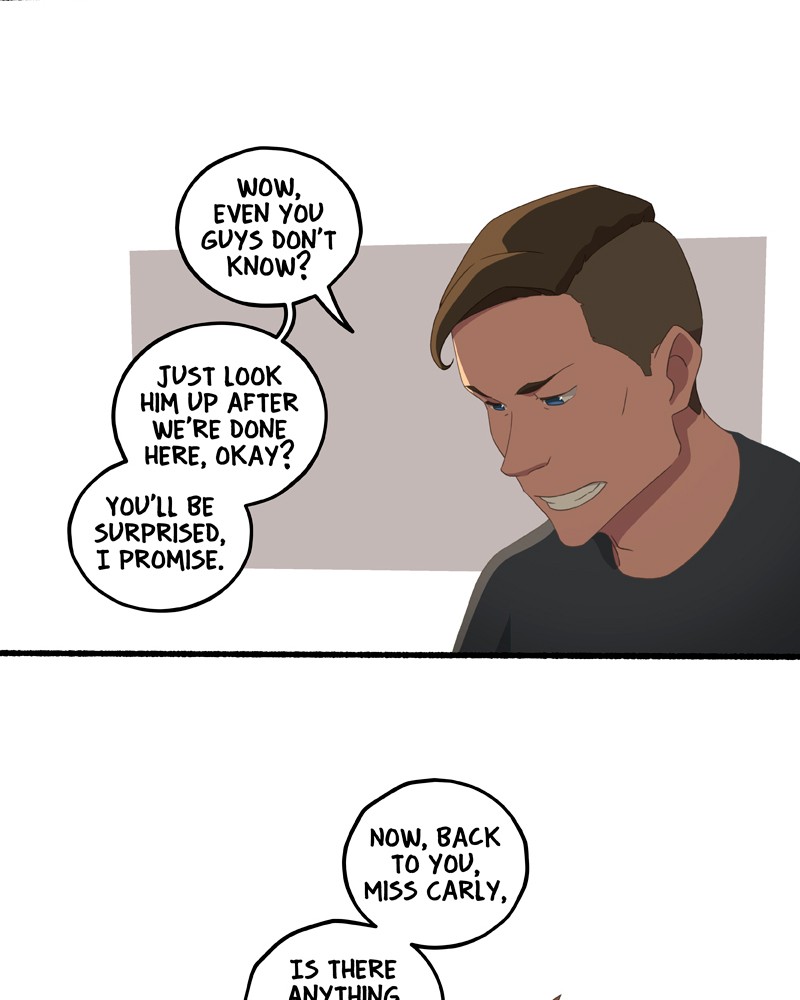 WOW,
EVEN YOU
GUYS DON'T
KNOW?
JUST LOOK
HIM UP AFTER
WE'RE DONE
HERE, OKAY?
YOU'LL BE
SURPRISED,
I PROMISE.
NOW, BACK
TO YOU,
MISS CARLY,
IS THERE
ANYTHING